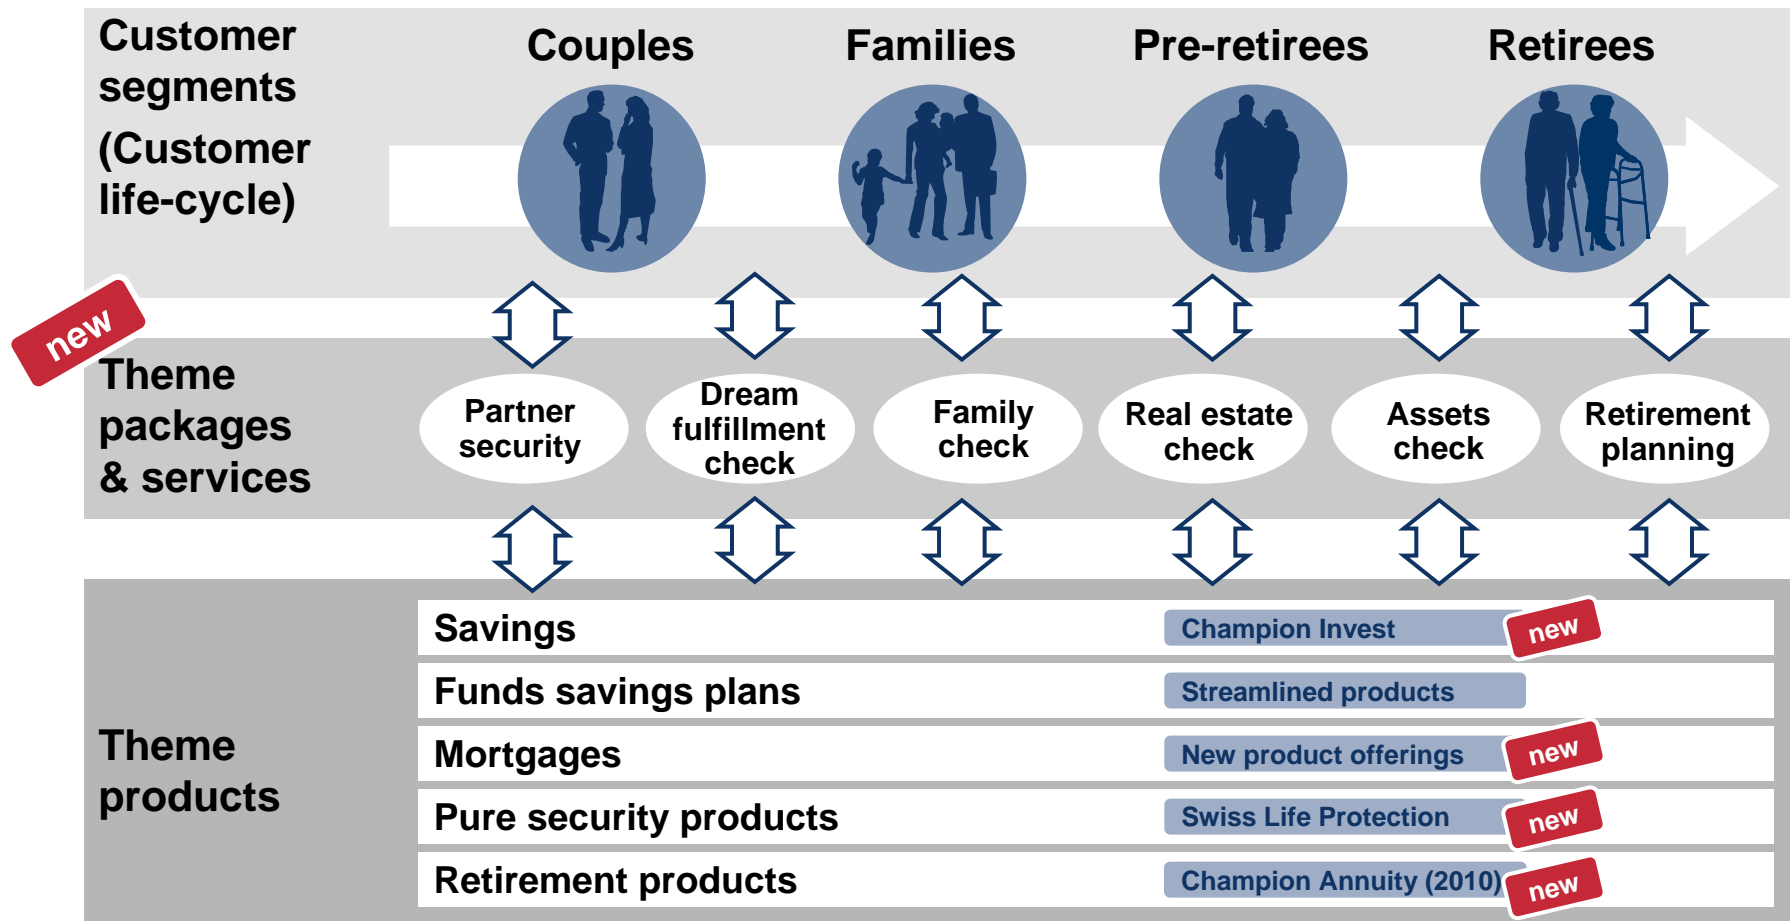 Customer
segments
(Customer
life-cycle)
Couples
Families
Pre-retirees
Retirees
new
Theme
packages
& services
Partner
security
Dream
fulfillment
check
Family
check
Real estate
check
Assets
check
Retirement
planning
Theme
products
Savings
Champion Invest
new
Funds savings plans
Streamlined products
Mortgages
New product offerings
new
Pure security products
Swiss Life Protection
new
Retirement products
Champion Annuity (2010)
new